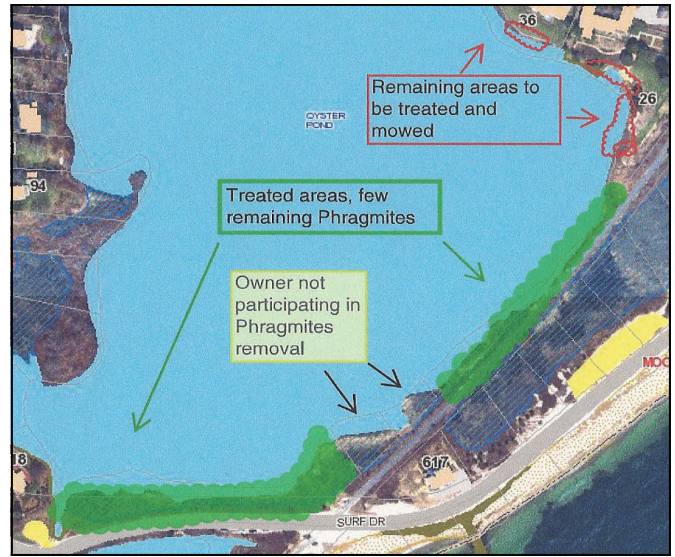 36
Remaining areas to
be treated and
mowed
26
OYSTER
POND
94
Treated areas, few
remaining Phragmites
Owner not
participating in
Phragmites
removal
MOO
18
617
SURF DR